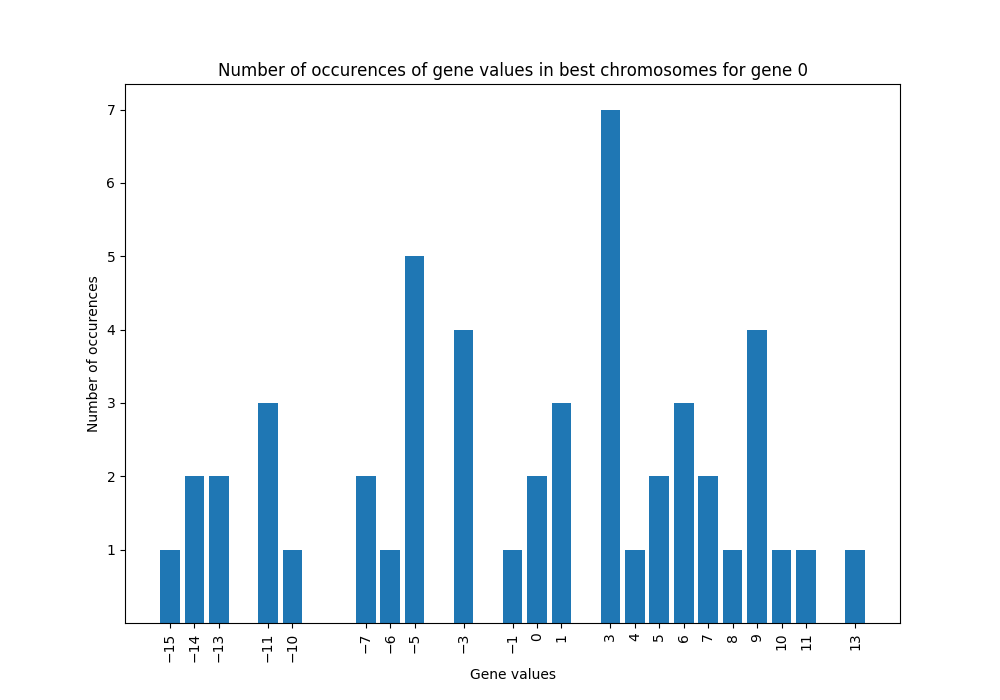 Number of occurences of gene values in best chromosomes for gene 0
7
6
5
4
3
2
1
Number of occurences
−15 −14 −13 −11 −10 −7 −6 −5 −3 −1 0 1 3 4 5 6 7 8 9 10 11 13
Gene values